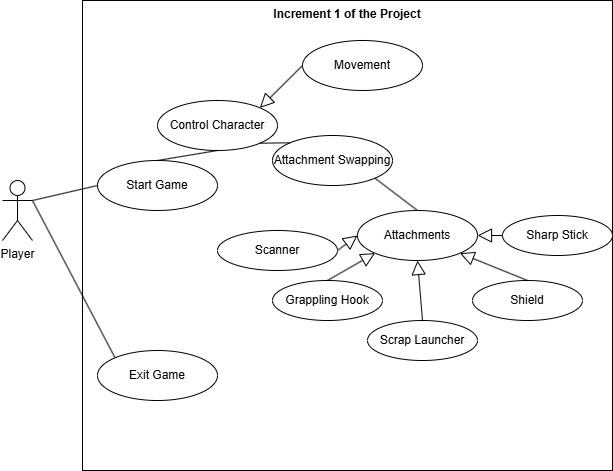 Increment 1 of the Project
Movement
Control Character
Attachment Swapping
Start Game
Player
Attachments
Sharp Stick
Scanner
Grappling Hook
Shield
Scrap Launcher
Exit Game